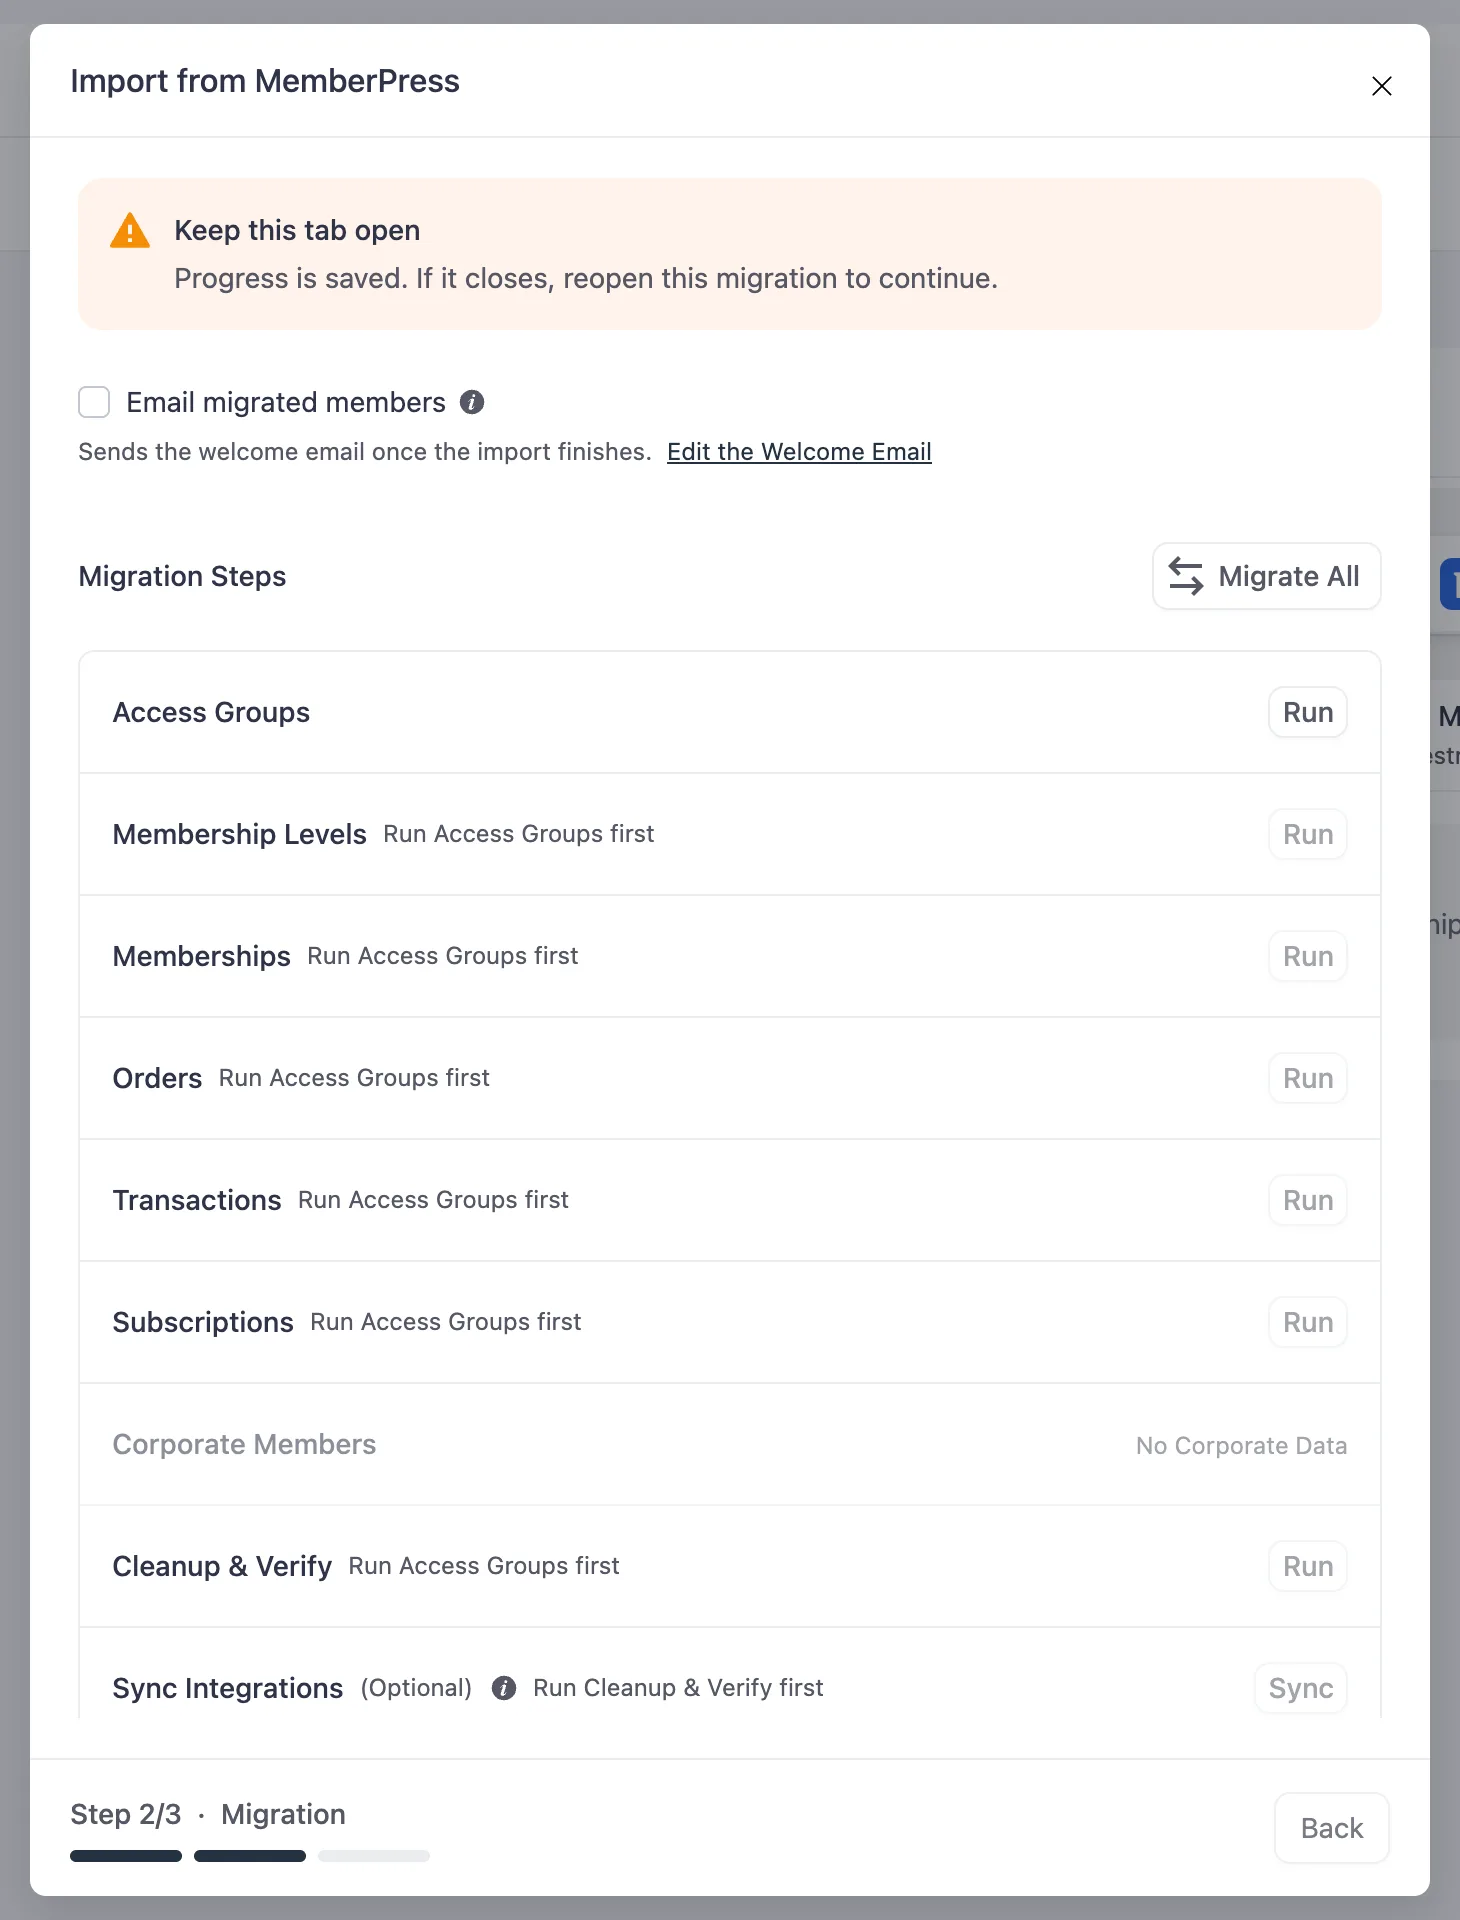 Import from MemberPress
Keep this tab open
Progress is saved. If it closes, reopen this migration to continue.
Email migrated members
Sends the welcome email once the import finishes. Edit the Welcome Email
Migration Steps
Migrate All
Access Groups
Run
Membership Levels Run Access Groups first
Run
Memberships Run Access Groups first
Run
Orders Run Access Groups first
Run
Transactions Run Access Groups first
Run
Subscriptions Run Access Groups first
Run
Corporate Members
No Corporate Data
Cleanup & Verify Run Access Groups first
Run
Sync Integrations (Optional) Run Cleanup & Verify first
Sync
Step 2/3 · Migration
Back